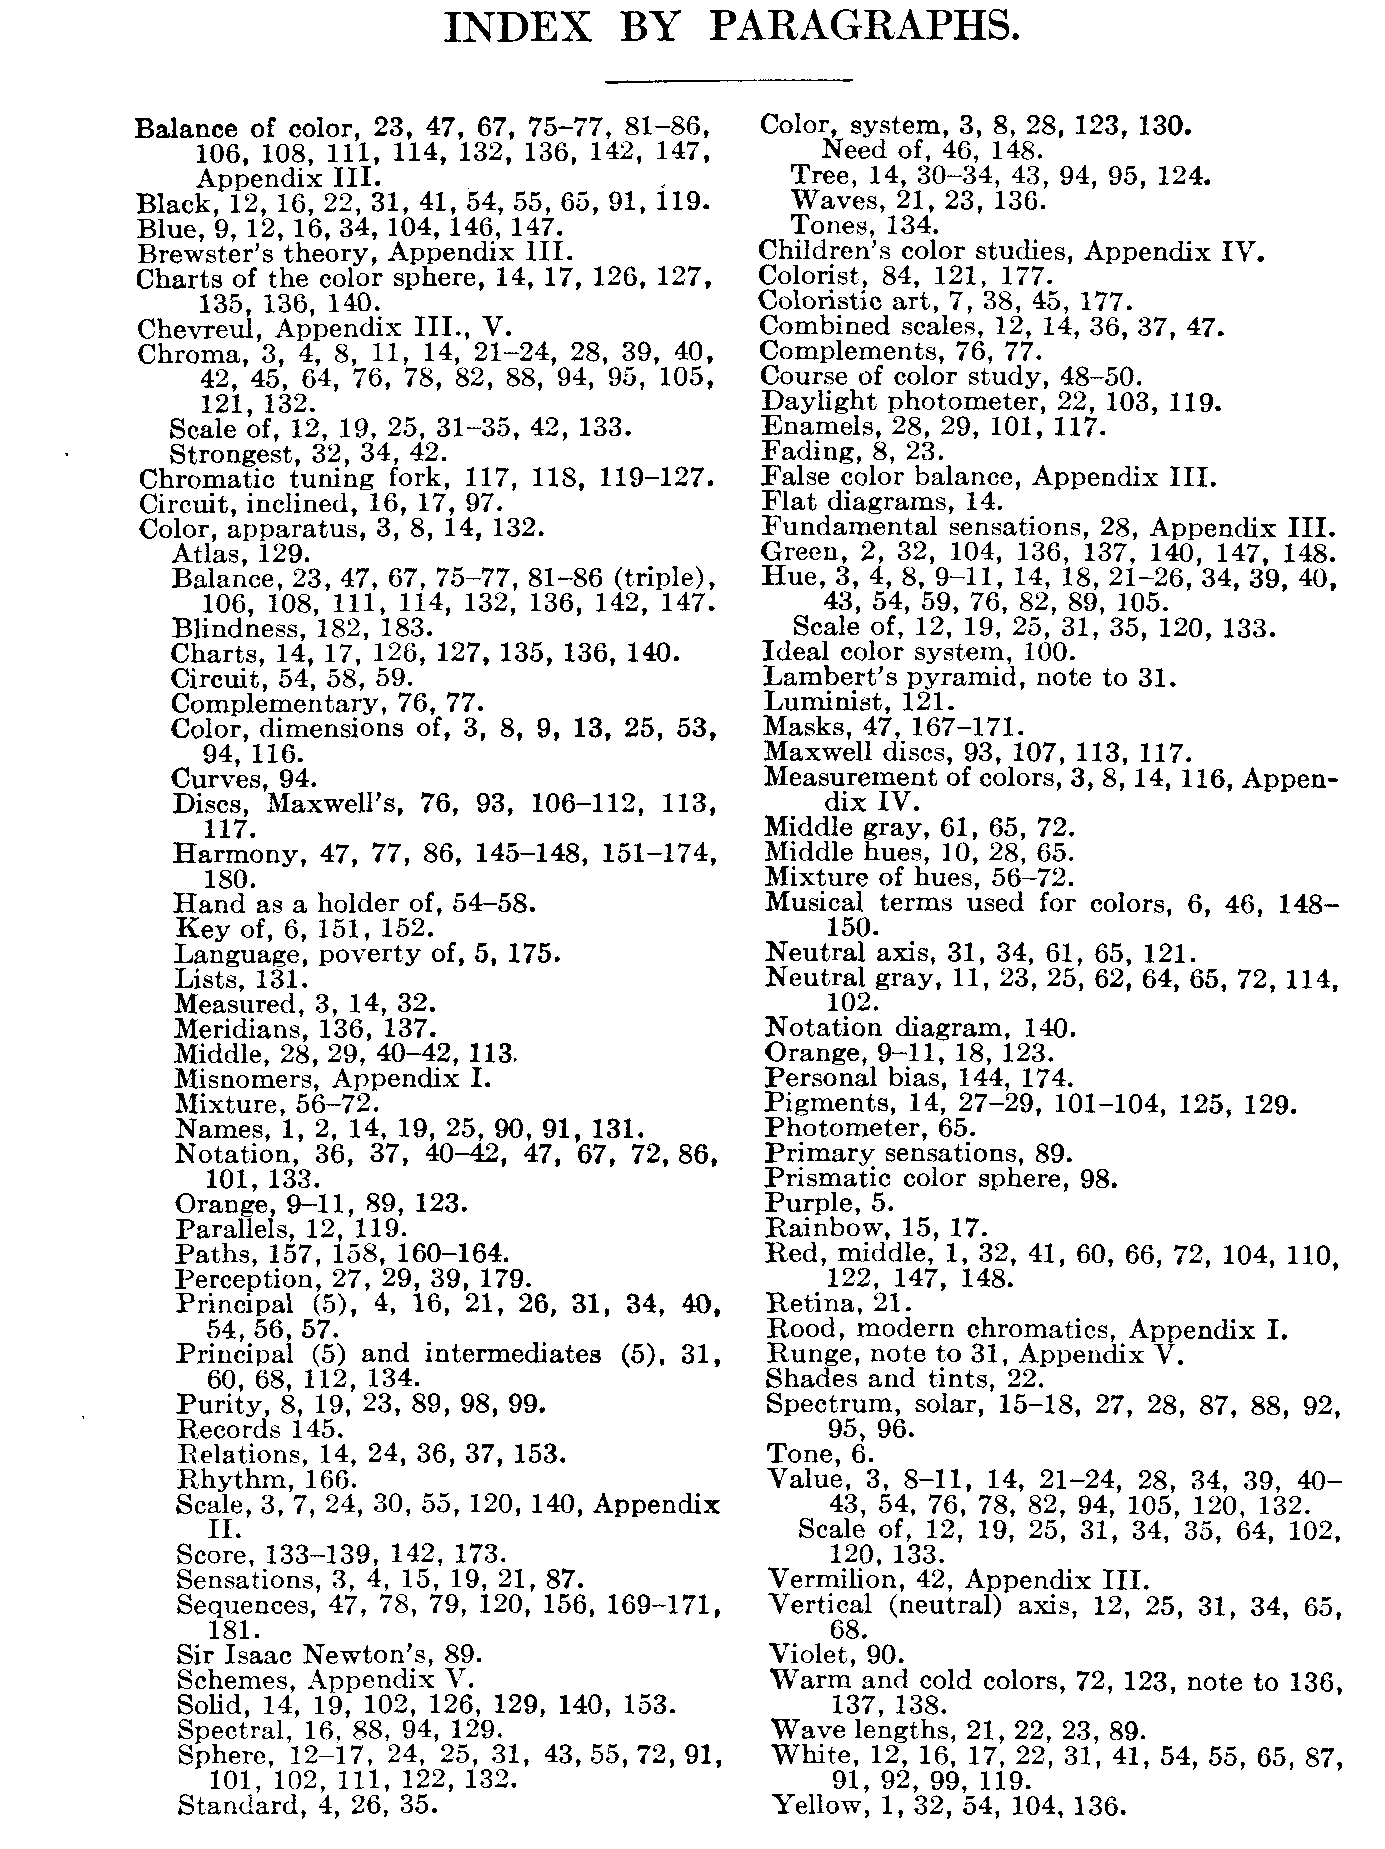 INDEX BY PARAGRAPHS.
Balance of color, 23, 47, 67, 75–77, 81–86,
106, 108, 111, 114, 132, 136, 142, 147,
Appendix III.
Black, 12, 16, 22, 31, 41, 54, 55, 65, 91, 119.
Blue, 9, 12, 16, 34, 104, 146, 147.
Brewster's theory, Appendix III.
Charts of the color sphere, 14, 17, 126, 127,
135, 136, 140.
Chevreul, Appendix III., V.
Chroma, 3, 4, 8, 11, 14, 21–24, 28, 39, 40,
42, 45, 64, 76, 78, 82, 88, 94, 95, 105,
121, 132.
Scale of, 12, 19, 25, 31–35, 42, 133.
Strongest, 32, 34, 42.
Chromatic tuning fork, 117, 118, 119–127.
Circuit, inclined, 16, 17, 97.
Color, apparatus, 3, 8, 14, 132.
Atlas, 129.
Balance, 23, 47, 67, 75–77, 81–86 (triple),
106, 108, 111, 114, 132, 136, 142, 147.
Blindness, 182, 183.
Charts, 14, 17, 126, 127, 135, 136, 140.
Circuit, 54, 58, 59.
Complementary, 76, 77.
Color, dimensions of, 3, 8, 9, 13, 25, 53,
94, 116.
Curves, 94.
Discs, Maxwell's, 76, 93, 106–112, 113,
117.
Harmony, 47, 77, 86, 145–148, 151–174,
180.
Hand as a holder of, 54–58.
Key of, 6, 151, 152.
Language, poverty of, 5, 175.
Lists, 131.
Measured, 3, 14, 32.
Meridians, 136, 137.
Middle, 28, 29, 40–42, 113.
Misnomers, Appendix I.
Mixture, 56–72.
Names, 1, 2, 14, 19, 25, 90, 91, 131.
Notation, 36, 37, 40–42, 47, 67, 72, 86,
101, 133.
Orange, 9–11, 89, 123.
Parallels, 12, 119.
Paths, 157, 158, 160–164.
Perception, 27, 29, 39, 179.
Principal (5), 4, 16, 21, 26, 31, 34, 40,
54, 56, 57.
Principal (5) and intermediates (5), 31,
60, 68, 112, 134.
Purity, 8, 19, 23, 89, 98, 99.
Records 145.
Relations, 14, 24, 36, 37, 153.
Rhythm, 166.
Scale, 3, 7, 24, 30, 55, 120, 140, Appendix
II.
Score, 133–139, 142, 173.
Sensations, 3, 4, 15, 19, 21, 87.
Sequences, 47, 78, 79, 120, 156, 169–171,
181.
Sir Isaac Newton's, 89.
Schemes, Appendix V.
Solid, 14, 19, 102, 126, 129, 140, 153.
Spectral, 16, 88, 94, 129.
Sphere, 12–17, 24, 25, 31, 43, 55, 72, 91,
101, 102, 111, 122, 132.
Standard, 4, 26, 35.
Color, system, 3, 8, 28, 123, 130.
Need of, 46, 148.
Tree, 14, 30–34, 43, 94, 95, 124.
Waves, 21, 23, 136.
Tones, 134.
Children's color studies, Appendix IV.
Colorist, 84, 121, 177.
Coloristic art, 7, 38, 45, 177.
Combined scales, 12, 14, 36, 37, 47.
Complements, 76, 77.
Course of color study, 48–50.
Daylight photometer, 22, 103, 119.
Enamels, 28, 29, 101, 117.
Fading, 8, 23.
False color balance, Appendix III.
Flat diagrams, 14.
Fundamental sensations, 28, Appendix III.
Green, 2, 32, 104, 136, 137, 140, 147, 148.
Hue, 3, 4, 8, 9–11, 14, 18, 21–26, 34, 39, 40,
43, 54, 59, 76, 82, 89, 105.
Scale of, 12, 19, 25, 31, 35, 120, 133.
Ideal color system, 100.
Lambert's pyramid, note to 31.
Luminist, 121.
Masks, 47, 167–171.
Maxwell discs, 93, 107, 113, 117.
Measurement of colors, 3, 8, 14, 116, Appen-
dix IV.
Middle gray, 61, 65, 72.
Middle hues, 10, 28, 65.
Mixture of hues, 56–72.
Musical terms used for colors, 6, 46, 148–
150.
Neutral axis, 31, 34, 61, 65, 121.
Neutral gray, 11, 23, 25, 62, 64, 65, 72, 114,
102.
Notation diagram, 140.
Orange, 9–11, 18, 123.
Personal bias, 144, 174.
Pigments, 14, 27–29, 101–104, 125, 129.
Photometer, 65.
Primary sensations, 89.
Prismatic color sphere, 98.
Purple, 5.
Rainbow, 15, 17.
Red, middle, 1, 32, 41, 60, 66, 72, 104, 110,
122, 147, 148.
Retina, 21.
Rood, modern chromatics, Appendix I.
Runge, note to 31, Appendix V.
Shades and tints, 22.
Spectrum, solar, 15–18, 27, 28, 87, 88, 92,
95, 96.
Tone, 6.
Value, 3, 8–11, 14, 21–24, 28, 34, 39, 40–
43, 54, 76, 78, 82, 94, 105, 120, 132.
Scale of, 12, 19, 25, 31, 34, 35, 64, 102,
120, 133.
Vermilion, 42, Appendix III.
Vertical (neutral) axis, 12, 25, 31, 34, 65,
68.
Violet, 90.
Warm and cold colors, 72, 123, note to 136,
137, 138.
Wave lengths, 21, 22, 23, 89.
White, 12, 16, 17, 22, 31, 41, 54, 55, 65, 87,
91, 92, 99, 119.
Yellow, 1, 32, 54, 104, 136.